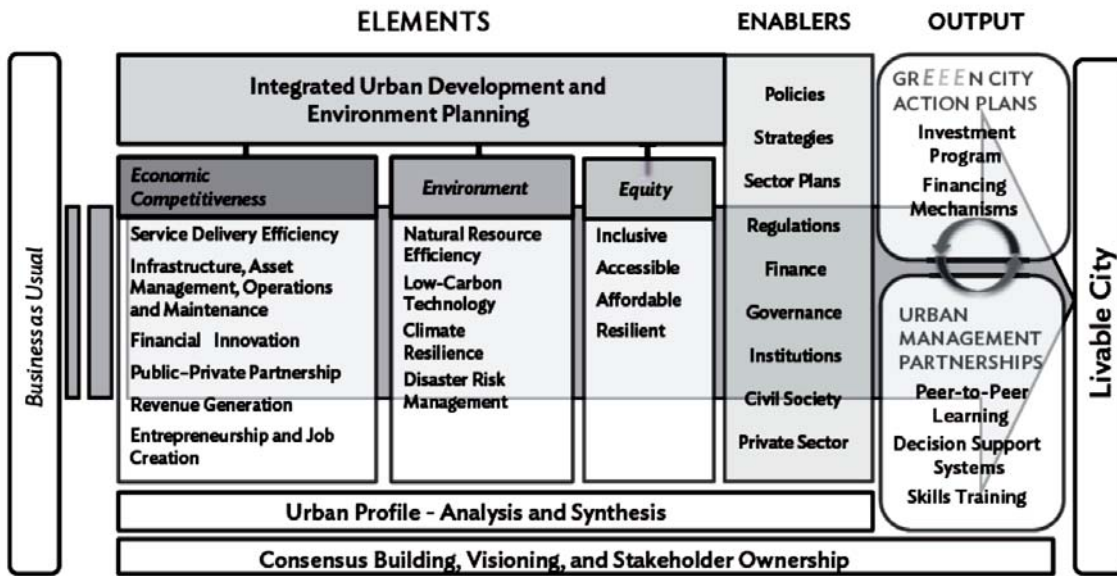 ELEMENTS
ENABLERS
OUTPUT
Business as Usual
Integrated Urban Development and
Environment Planning
Economic
Competitiveness
Service Delivery Efficiency
Infrastructure, Asset
Management, Operations
and Maintenance
Financial Innovation
Public–Private Partnership
Revenue Generation
Entrepreneurship and Job
Creation
Environment
Natural Resource
Efficiency
Low-Carbon
Technology
Climate
Resilience
Disaster Risk
Management
Equity
Inclusive
Accessible
Affordable
Resilient
Policies
Strategies
Sector Plans
Regulations
Finance
Governance
Institutions
Civil Society
Private Sector
GREEEN CITY
ACTION PLANS
Investment
Program
Financing
Mechanisms
URBAN
MANAGEMENT
PARTNERSHIPS
Peer-to-Peer
Learning
Decision Support
Systems
Skills Training
Livable City
Urban Profile - Analysis and Synthesis
Consensus Building, Visioning, and Stakeholder Ownership